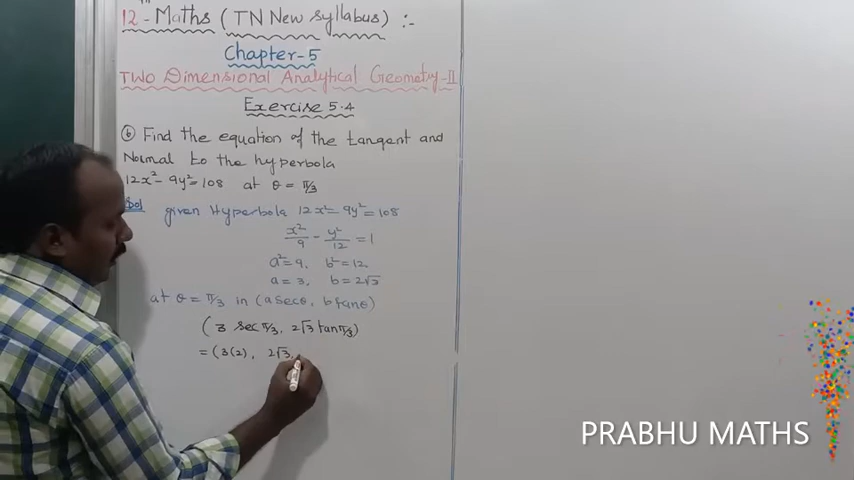 12-Maths (TN New syllabus) :-
Chapter-5
TWO Dimensional Analytical Geometry-II
Exercise 5.4
⑥ Find the equation of the tangent and
Normal to the hyperbola
12x²-9y²=108 at θ = π/3
Sol
given Hyperbola 12x²-9y²=108
x²/9 - y²/12 = 1
a²=9, b²=12.
a=3, b=2√3
at θ = π/3 in (a secθ, b tanθ)
(3 sec π/3, 2√3 tan π/3)
=(3(2), 2√3.
PRABHU MATHS